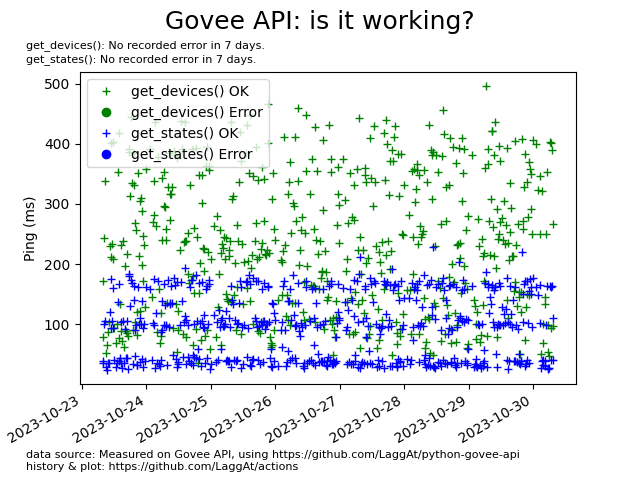 Govee API: is it working?
get_devices(): No recorded error in 7 days.
get_states(): No recorded error in 7 days.
get_devices() OK
get_devices() Error
get_states() OK
get_states() Error
Ping (ms)
500
400
300
200
100
2023-10-23
2023-10-24
2023-10-25
2023-10-26
2023-10-27
2023-10-28
2023-10-29
2023-10-30
data source: Measured on Govee API, using https://github.com/LaggAt/python-govee-api
history & plot: https://github.com/LaggAt/actions